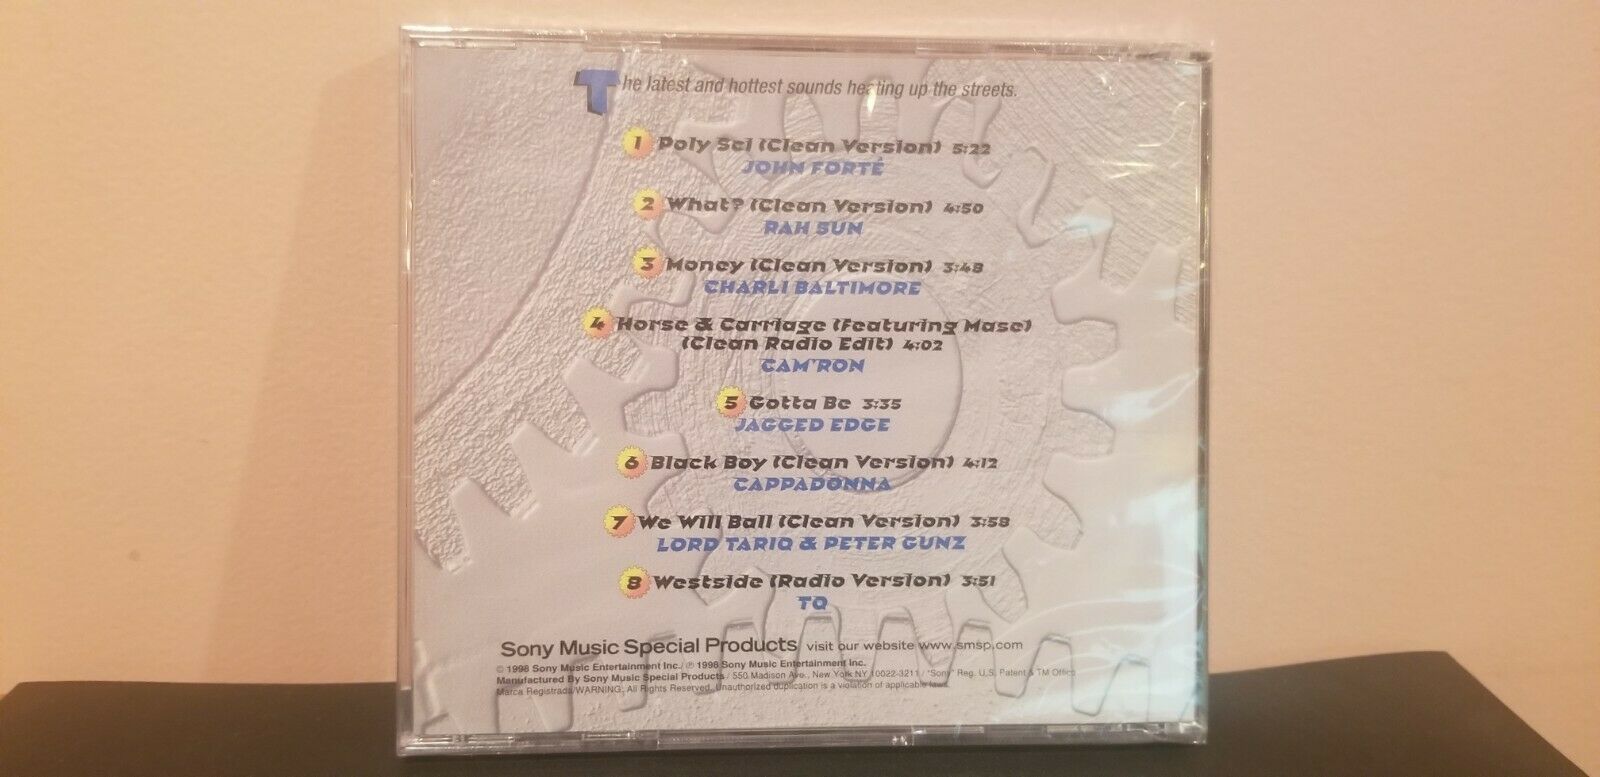 The latest and hottest sounds heating up the streets.
1 Poly Sci (Clean Version) 5:22
JOHN FORTÉ
2 What? (Clean Version) 4:50
RAH SUN
3 Money (Clean Version) 3:48
CHARLI BALTIMORE
4 Horse & Carriage (Featuring Mase)
(Clean Radio Edit) 4:02
CAM'RON
5 Gotta Be 3:35
JAGGED EDGE
6 Black Boy (Clean Version) 4:12
CAPPADONNA
7 We Will Ball (Clean Version) 3:58
LORD TARIQ & PETER GUNZ
8 Westside (Radio Version) 3:51
TQ
Sony Music Special Products visit our website www.smsp.com
© 1998 Sony Music Entertainment Inc./ ℗ 1998 Sony Music Entertainment Inc.
Manufactured By Sony Music Special Products / 550 Madison Ave., New York NY 10022-3211 / "Sony" Reg. U.S. Patent & TM Office
Marca Registrada/WARNING: All Rights Reserved. Unauthorized duplication is a violation of applicable laws.